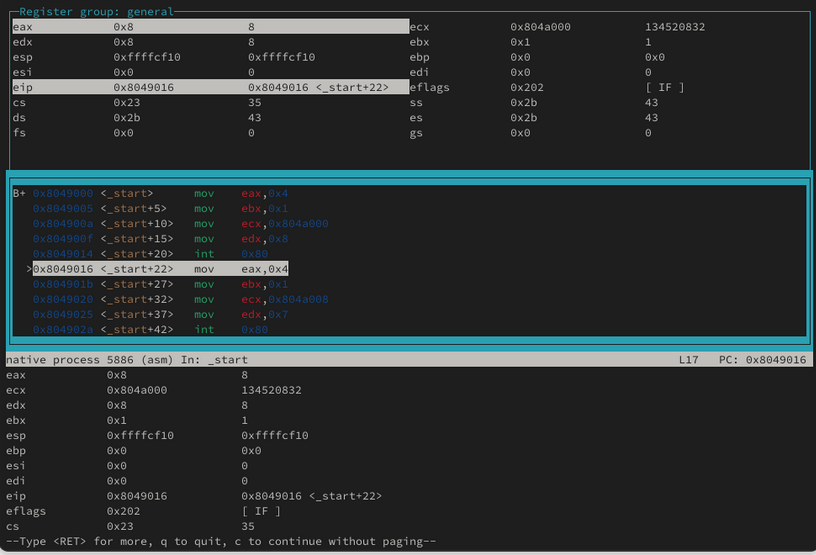 Register group: general
eax 0x8 8 ecx 0x804a000 134520832
edx 0x8 8 ebx 0x1 1
esp 0xffffcf10 0xffffcf10 ebp 0x0 0x0
esi 0x0 0 edi 0x0 0
eip 0x8049016 0x8049016 <_start+22> eflags 0x202 [ IF ]
cs 0x23 35 ss 0x2b 43
ds 0x2b 43 es 0x2b 43
fs 0x0 0 gs 0x0 0
B+ 0x8049000 <_start> mov eax,0x4
0x8049005 <_start+5> mov ebx,0x1
0x804900a <_start+10> mov ecx,0x804a000
0x804900f <_start+15> mov edx,0x8
0x8049014 <_start+20> int 0x80
>0x8049016 <_start+22> mov eax,0x4
0x804901b <_start+27> mov ebx,0x1
0x8049020 <_start+32> mov ecx,0x804a008
0x8049025 <_start+37> mov edx,0x7
0x804902a <_start+42> int 0x80
native process 5886 (asm) In: _start L17 PC: 0x8049016
eax 0x8 8
ecx 0x804a000 134520832
edx 0x8 8
ebx 0x1 1
esp 0xffffcf10 0xffffcf10
ebp 0x0 0x0
esi 0x0 0
edi 0x0 0
eip 0x8049016 0x8049016 <_start+22>
eflags 0x202 [ IF ]
cs 0x23 35
--Type <RET> for more, q to quit, c to continue without paging--